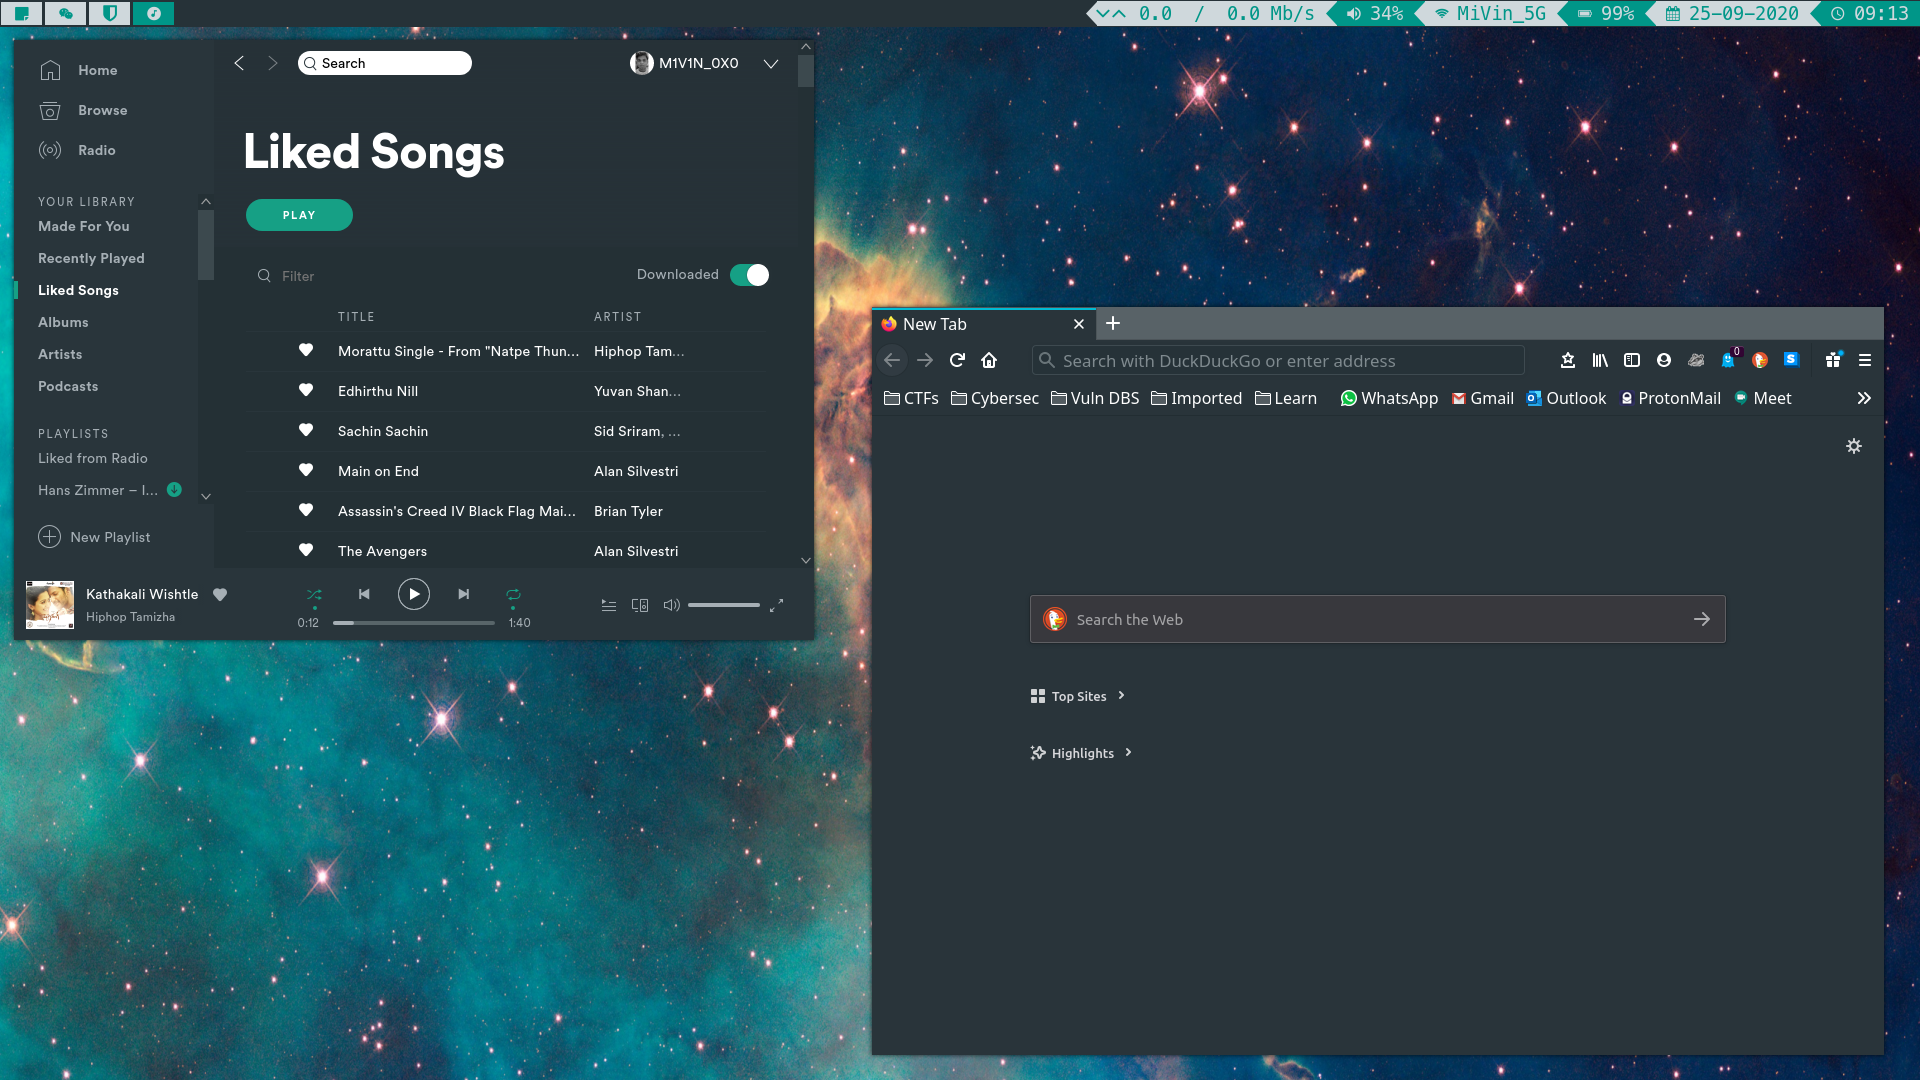 0.0 / 0.0 Mb/s 34% MiVin_5G 99% 25-09-2020 09:13
Home
Browse
Radio
YOUR LIBRARY
Made For You
Recently Played
Liked Songs
Albums
Artists
Podcasts
PLAYLISTS
Liked from Radio
Hans Zimmer – I...
New Playlist
Search
M1V1N_0X0
Liked Songs
PLAY
Filter
Downloaded
TITLE ARTIST
Morattu Single - From "Natpe Thun... Hiphop Tam...
Edhirthu Nill Yuvan Shan...
Sachin Sachin Sid Sriram, ...
Main on End Alan Silvestri
Assassin's Creed IV Black Flag Mai... Brian Tyler
The Avengers Alan Silvestri
Kathakali Wishtle
Hiphop Tamizha
0:12 1:40
New Tab
Search with DuckDuckGo or enter address
0
S
CTFs Cybersec Vuln DBS Imported Learn WhatsApp Gmail Outlook ProtonMail Meet
Search the Web
Top Sites
Highlights